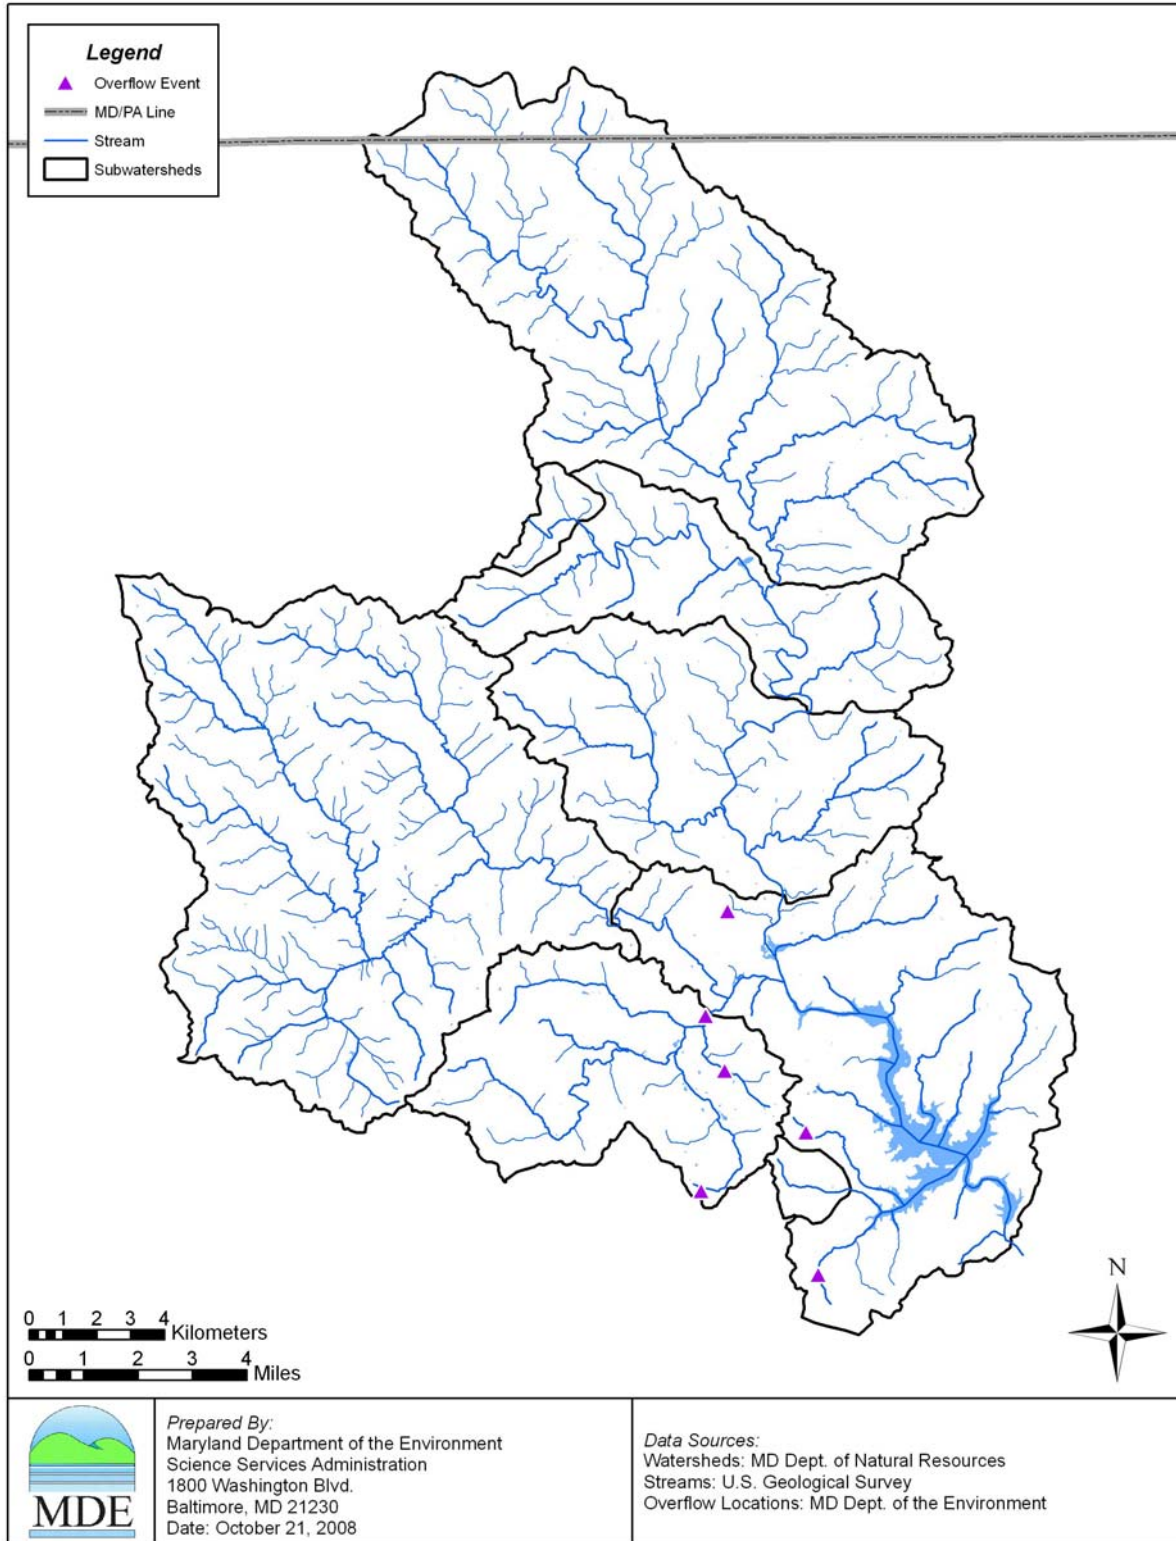 Legend
Overflow Event
MD/PA Line
Stream
Subwatersheds
N
0 1 2 3 4
Kilometers
0 1 2 3 4
Miles
MDE
Prepared By:
Maryland Department of the Environment
Science Services Administration
1800 Washington Blvd.
Baltimore, MD 21230
Date: October 21, 2008
Data Sources:
Watersheds: MD Dept. of Natural Resources
Streams: U.S. Geological Survey
Overflow Locations: MD Dept. of the Environment